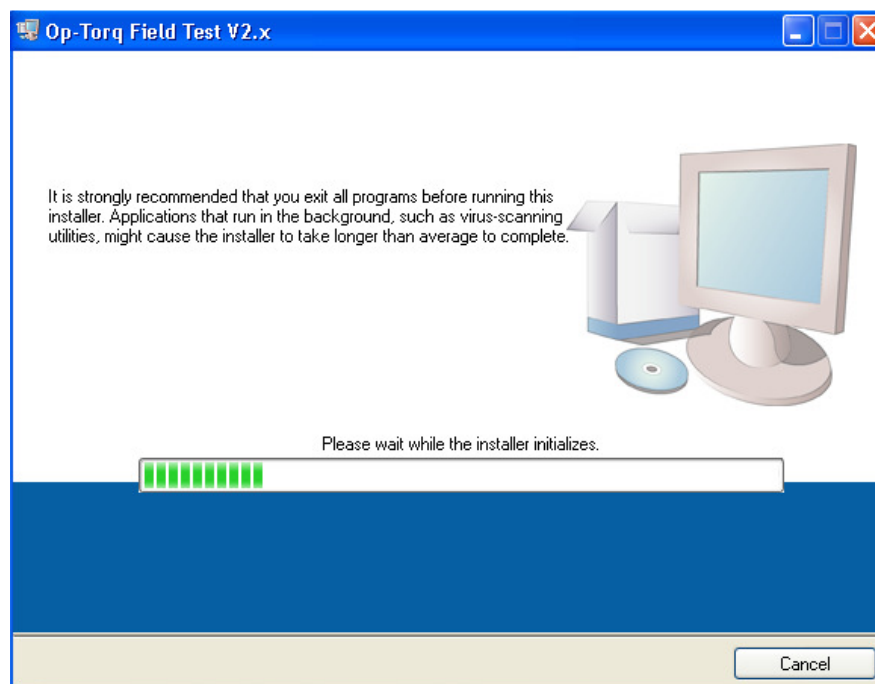 Op-Torq Field Test V2.x
It is strongly recommended that you exit all programs before running this
installer. Applications that run in the background, such as virus-scanning
utilities, might cause the installer to take longer than average to complete.
Please wait while the installer initializes.
Cancel